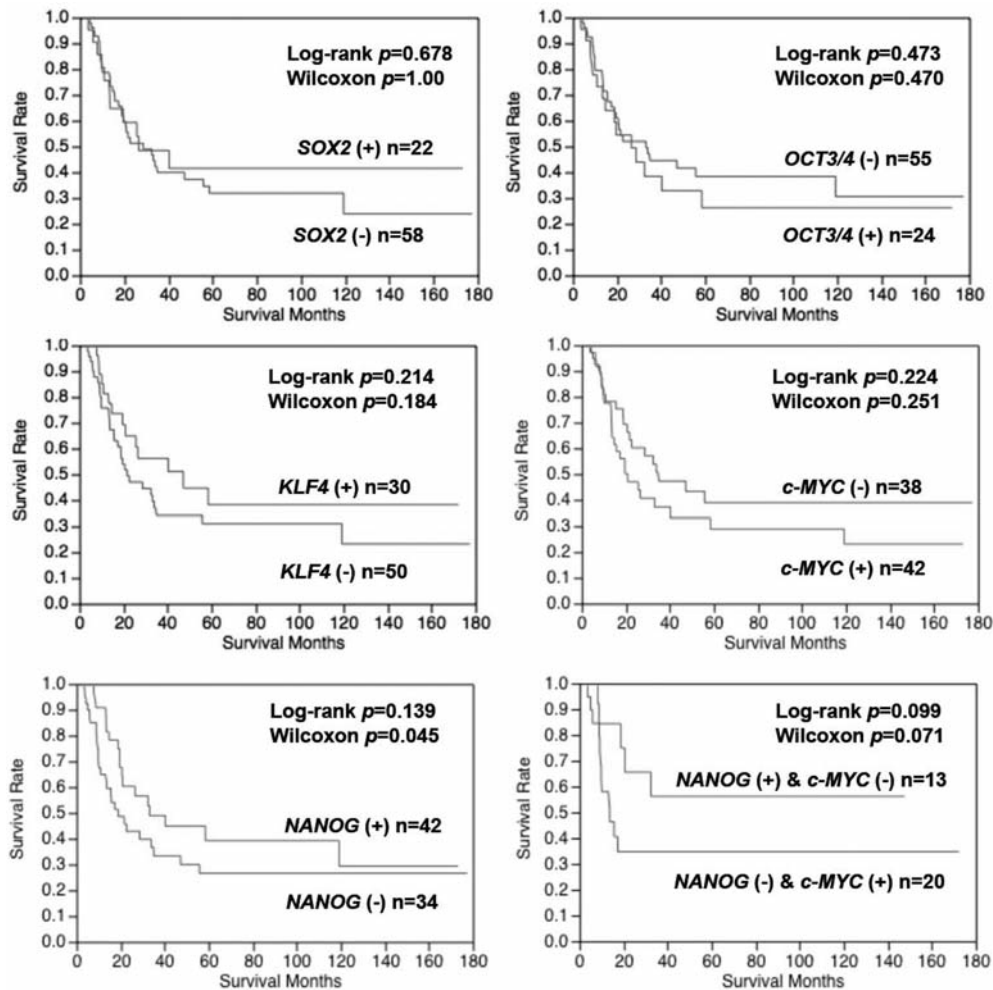 1.0
0.9
0.8
0.7
0.6
0.5
0.4
0.3
0.2
0.1
0.0
Survival Rate
Log-rank p=0.678
Wilcoxon p=1.00
SOX2 (+) n=22
SOX2 (-) n=58
0 20 40 60 80 100 120 140 160 180
Survival Months
1.0
0.9
0.8
0.7
0.6
0.5
0.4
0.3
0.2
0.1
0.0
Survival Rate
Log-rank p=0.473
Wilcoxon p=0.470
OCT3/4 (-) n=55
OCT3/4 (+) n=24
0 20 40 60 80 100 120 140 160 180
Survival Months
1.0
0.9
0.8
0.7
0.6
0.5
0.4
0.3
0.2
0.1
0.0
Survival Rate
Log-rank p=0.214
Wilcoxon p=0.184
KLF4 (+) n=30
KLF4 (-) n=50
0 20 40 60 80 100 120 140 160 180
Survival Months
1.0
0.9
0.8
0.7
0.6
0.5
0.4
0.3
0.2
0.1
0.0
Survival Rate
Log-rank p=0.224
Wilcoxon p=0.251
c-MYC (-) n=38
c-MYC (+) n=42
0 20 40 60 80 100 120 140 160 180
Survival Months
1.0
0.9
0.8
0.7
0.6
0.5
0.4
0.3
0.2
0.1
0.0
Survival Rate
Log-rank p=0.139
Wilcoxon p=0.045
NANOG (+) n=42
NANOG (-) n=34
0 20 40 60 80 100 120 140 160 180
Survival Months
1.0
0.9
0.8
0.7
0.6
0.5
0.4
0.3
0.2
0.1
0.0
Survival Rate
Log-rank p=0.099
Wilcoxon p=0.071
NANOG (+) & c-MYC (-) n=13
NANOG (-) & c-MYC (+) n=20
0 20 40 60 80 100 120 140 160 180
Survival Months